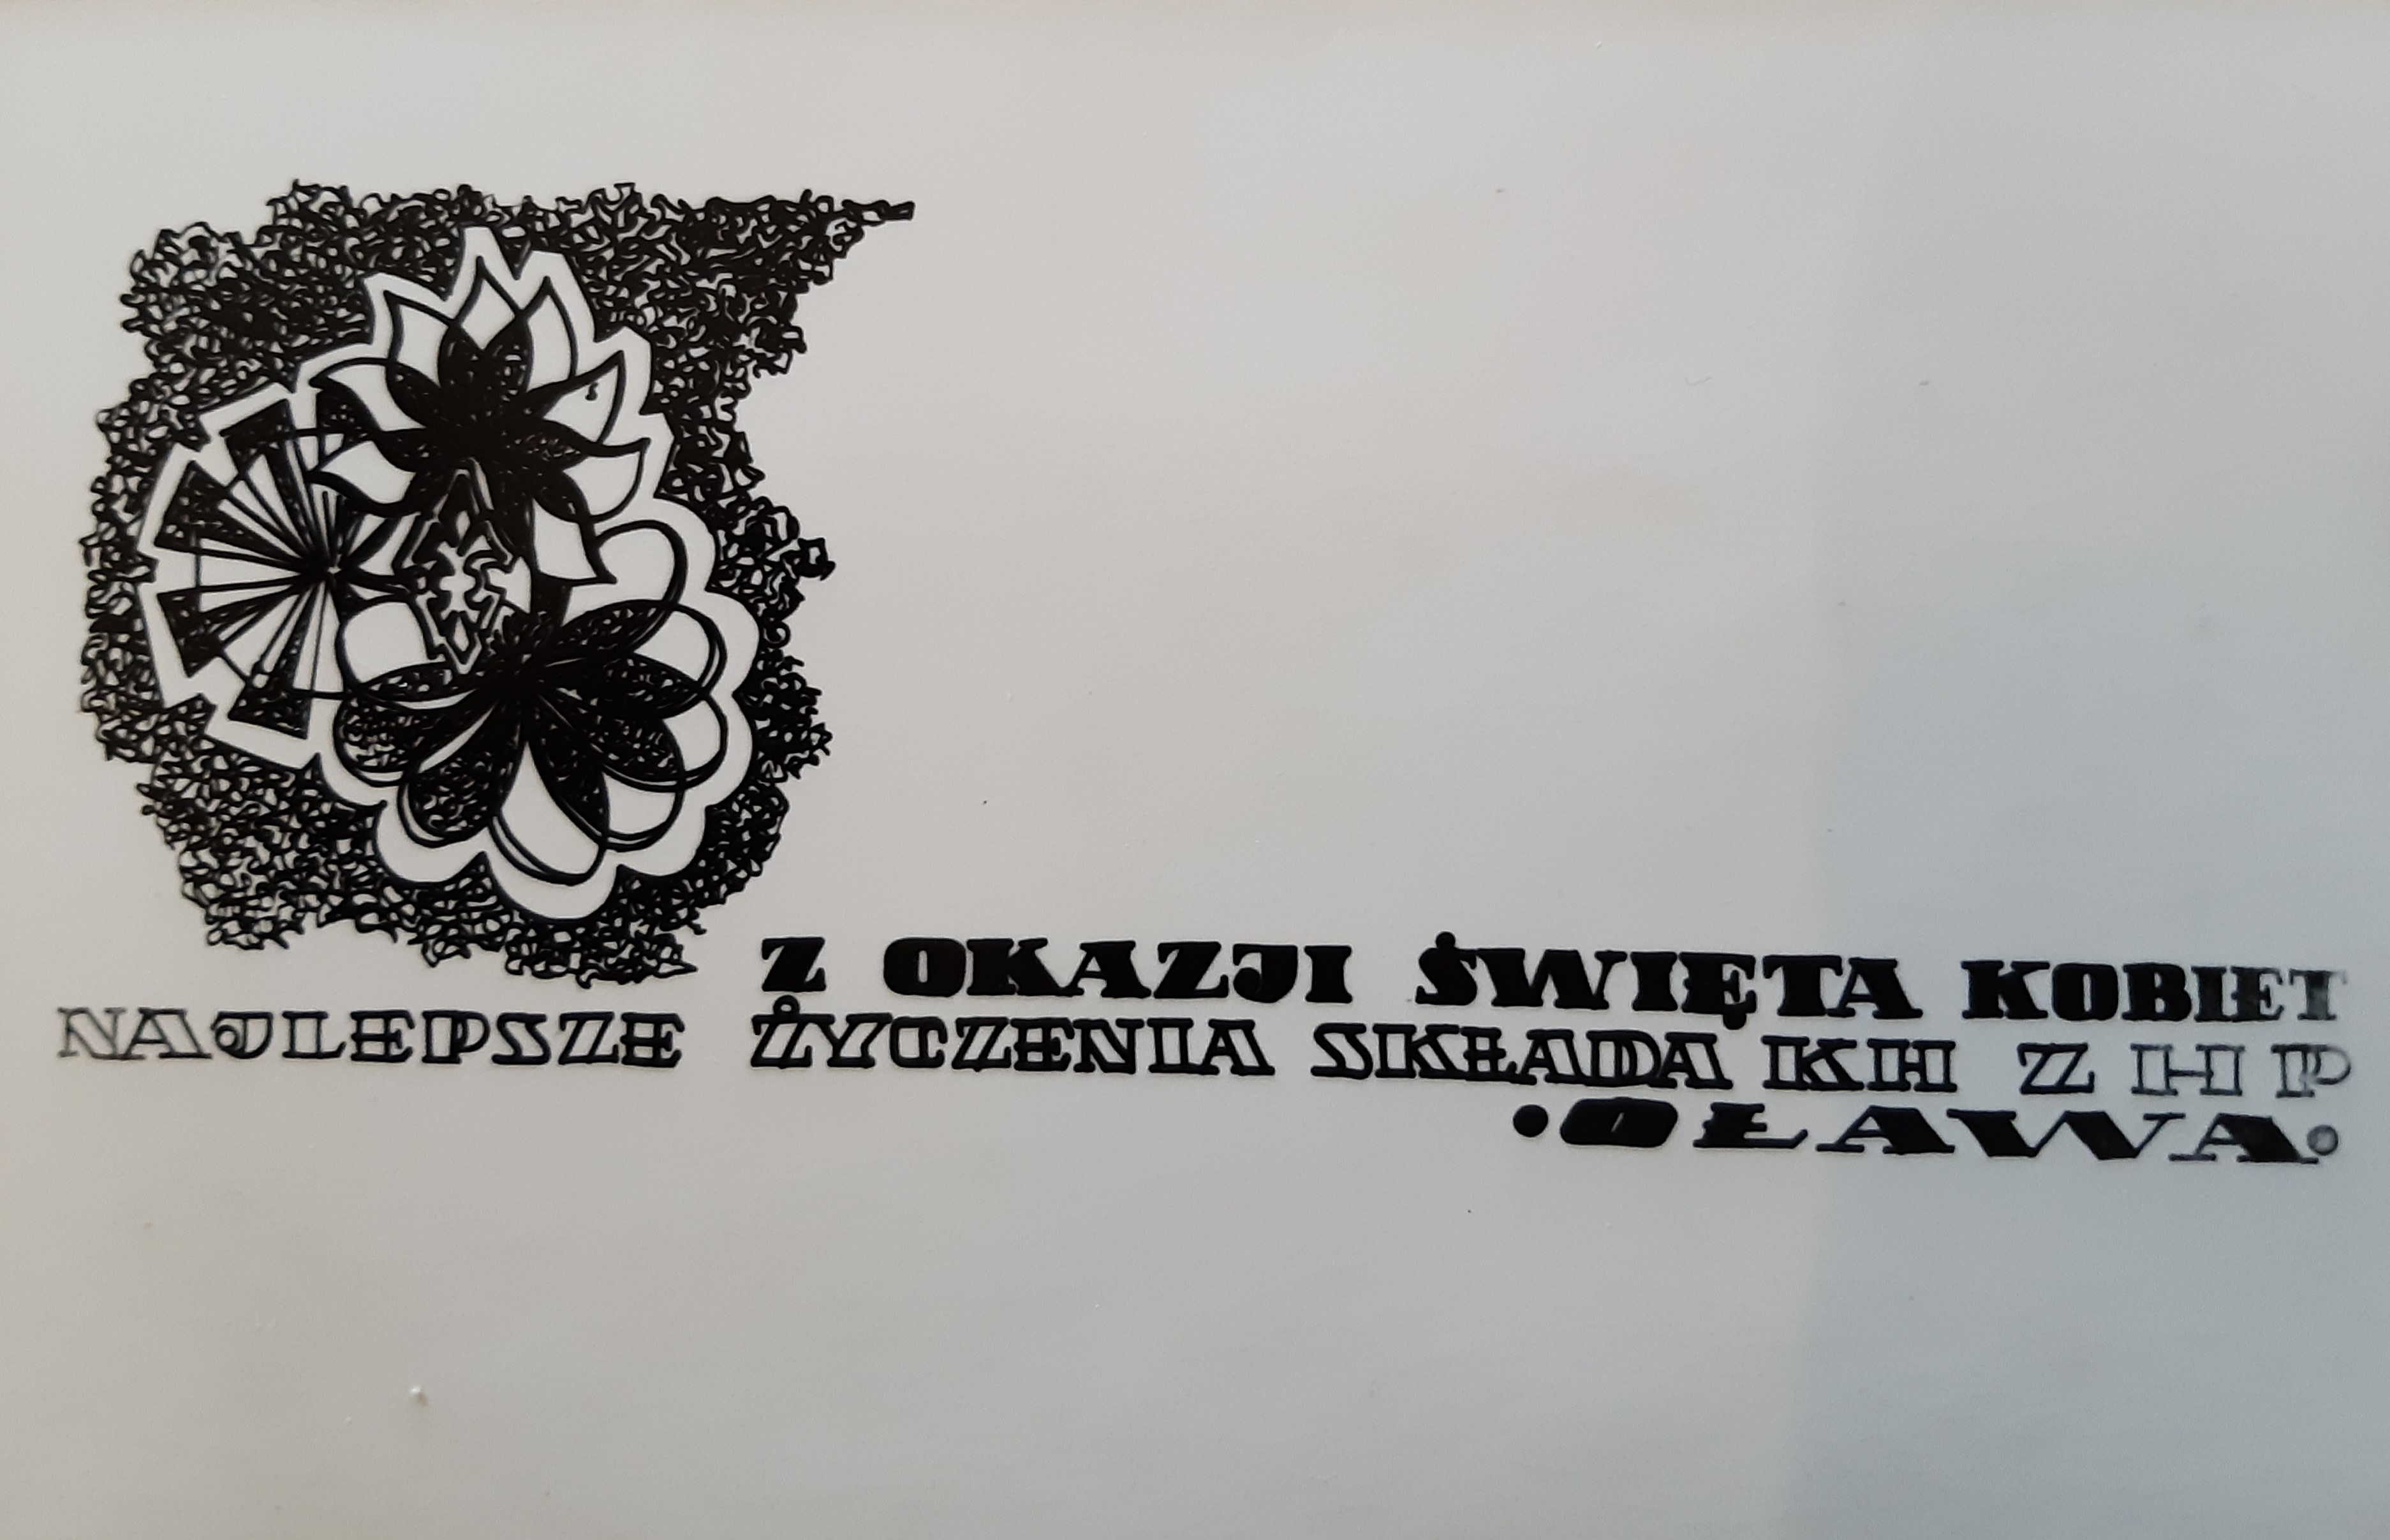 Z OKAZJI ŚWIĘTA KOBIET
NAJLEPSZE ŻYCZENIA SKŁADA KH ZHP
•OŁAWA•